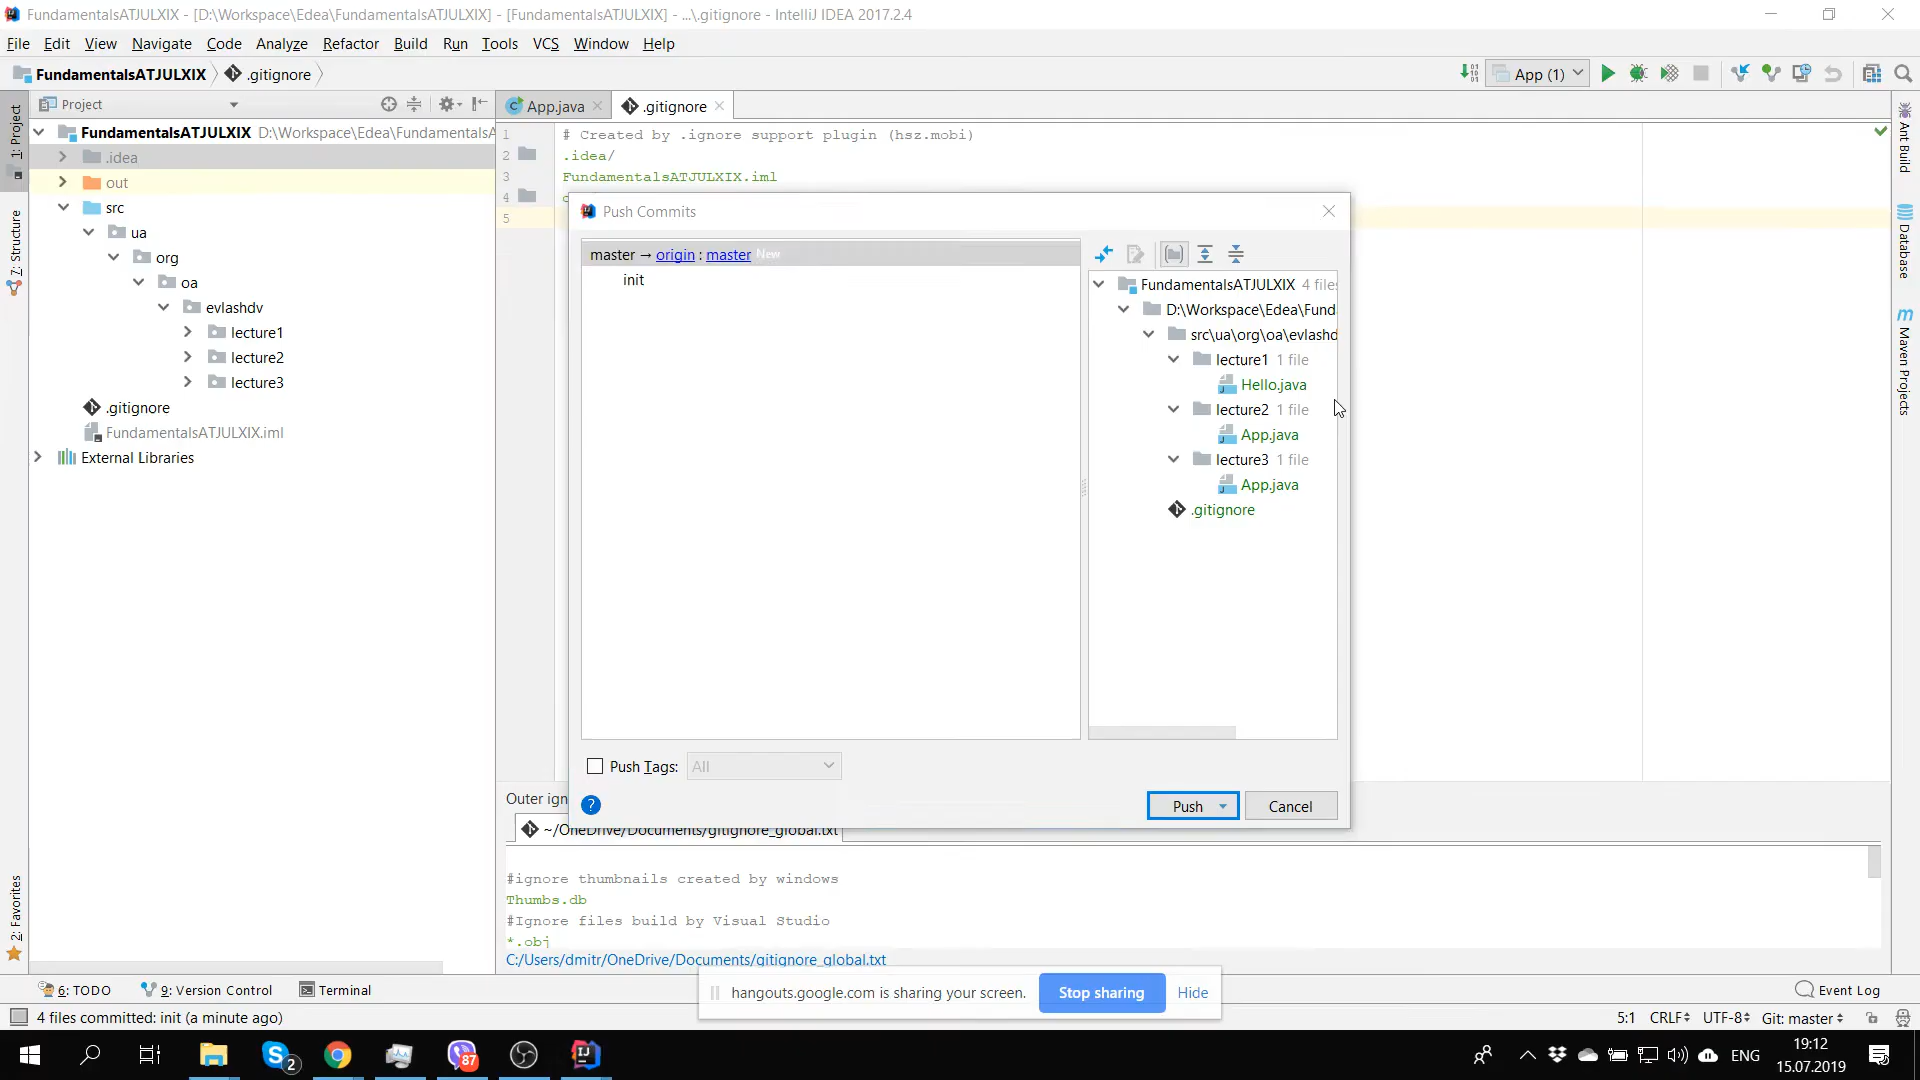 FundamentalsATJULXIX - [D:\Workspace\Edea\FundamentalsATJULXIX] - [FundamentalsATJULXIX] - ...\.gitignore - IntelliJ IDEA 2017.2.4
File Edit View Navigate Code Analyze Refactor Build Run Tools VCS Window Help
FundamentalsATJULXIX .gitignore
App (1)
Project
App.java
.gitignore
1: Project
7: Structure
2: Favorites
FundamentalsATJULXIX D:\Workspace\Edea\FundamentalsA
.idea
out
src
ua
org
oa
evlashdv
lecture1
lecture2
lecture3
.gitignore
FundamentalsATJULXIX.iml
External Libraries
1 # Created by .ignore support plugin (hsz.mobi)
2 .idea/
3 FundamentalsATJULXIX.iml
4
5
Push Commits
master → origin : master New
init
FundamentalsATJULXIX 4 files
D:\Workspace\Edea\Fund
src\ua\org\oa\evlashd
lecture1 1 file
Hello.java
lecture2 1 file
App.java
lecture3 1 file
App.java
.gitignore
Push Tags: All
?
Push
Cancel
Outer ign
~/OneDrive/Documents/gitignore_global.txt
#ignore thumbnails created by windows
Thumbs.db
#Ignore files build by Visual Studio
*.obj
C:/Users/dmitr/OneDrive/Documents/gitignore_global.txt
Ant Build
Database
Maven Projects
6: TODO
9: Version Control
Terminal
Event Log
hangouts.google.com is sharing your screen.
Stop sharing
Hide
4 files committed: init (a minute ago)
5:1 CRLF UTF-8 Git: master
2
87
ENG
19:12
15.07.2019